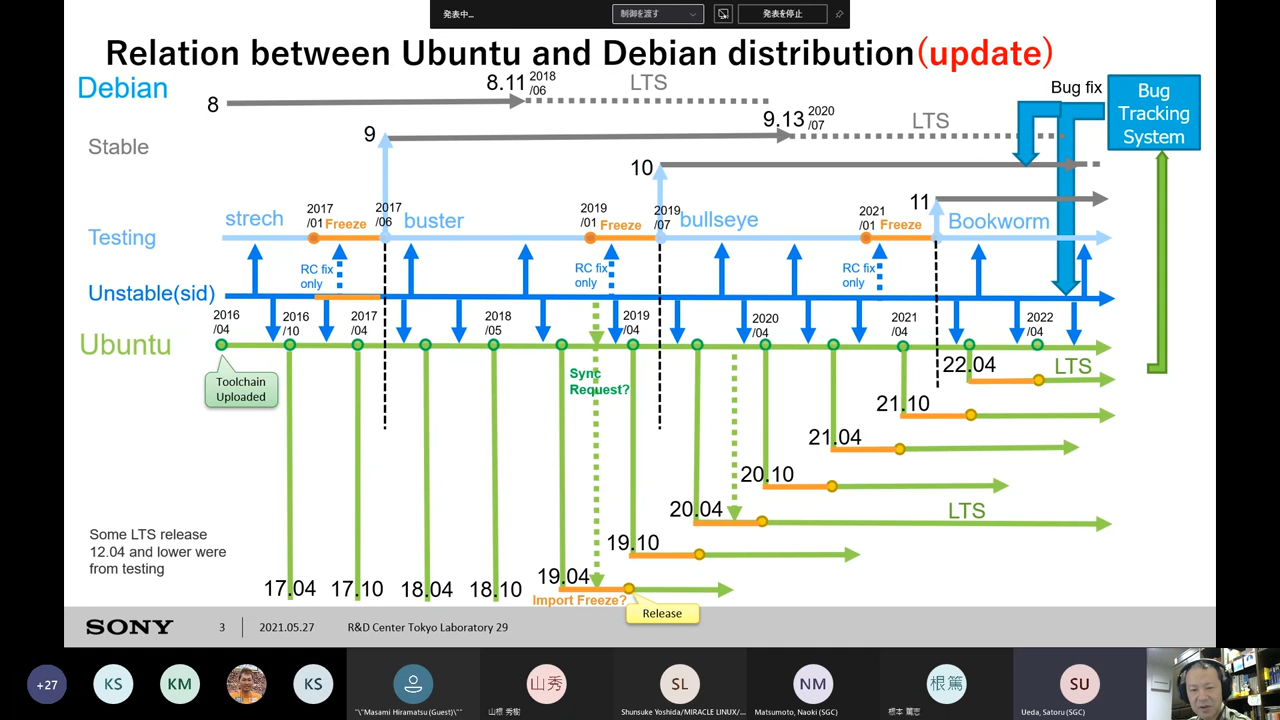 発表中...
制御を渡す
発表を停止
Relation between Ubuntu and Debian distribution(update)
Debian
8
8.11
2018
/06
LTS
Bug fix
Bug
Tracking
System
Stable
9
9.13
2020
/07
LTS
10
11
strech
2017
/01
Freeze
2017
/06
buster
2019
/01
Freeze
2019
/07
bullseye
2021
/01
Freeze
Bookworm
Testing
RC fix
only
RC fix
only
RC fix
only
Unstable(sid)
2016
/04
2016
/10
2017
/04
2018
/05
2019
/04
2020
/04
2021
/04
2022
/04
Ubuntu
Toolchain
Uploaded
Sync
Request?
22.04
LTS
21.10
21.04
20.10
20.04
LTS
19.10
19.04
Some LTS release
12.04 and lower were
from testing
17.04
17.10
18.04
18.10
Import Freeze?
Release
SONY
3
2021.05.27
R&D Center Tokyo Laboratory 29
+27
KS
KM
KS
山秀
SL
NM
根篤
SU
"\"Masami Hiramatsu (Guest)\""
山根 秀樹
Shunsuke Yoshida/MIRACLE LINUX/...
Matsumoto, Naoki (SGC)
根本 篤志
Ueda, Satoru (SGC)